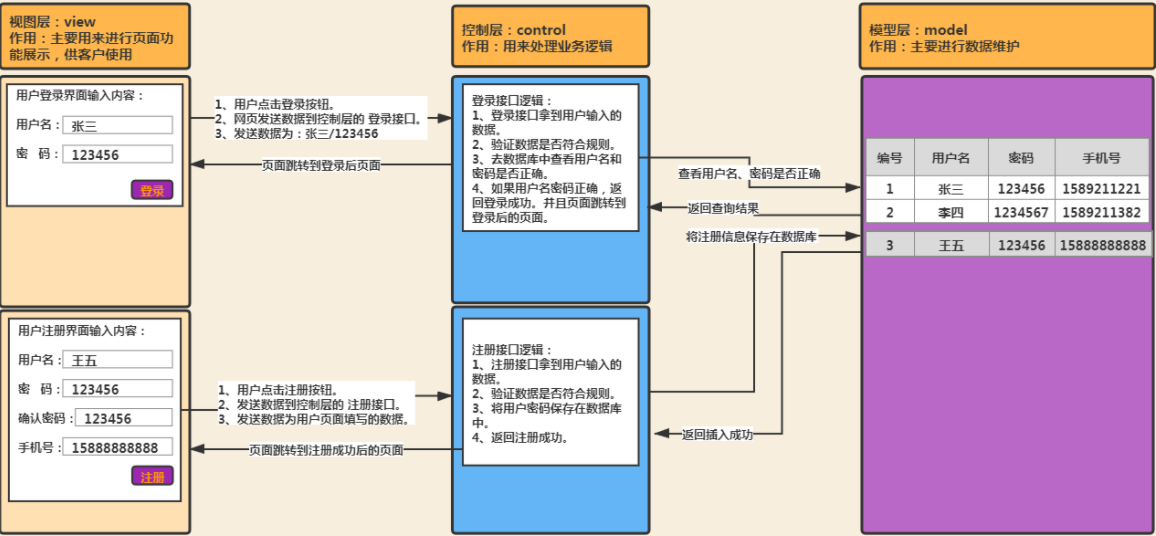 视图层：view
作用：主要用来进行页面功
能展示，供客户使用
控制层：control
作用：用来处理业务逻辑
模型层：model
作用：主要进行数据维护
用户登录界面输入内容：
用户名： 张三
密 码： 123456
登录
1、用户点击登录按钮。
2、网页发送数据到控制层的 登录接口。
3、发送数据为：张三/123456
页面跳转到登录后页面
登录接口逻辑：
1、登录接口拿到用户输入的
数据。
2、验证数据是否符合规则。
3、去数据库中查看用户名和
密码是否正确。
4、如果用户名密码正确，返
回登录成功。并且页面跳转到
登录后的页面。
查看用户名、密码是否正确
返回查询结果
将注册信息保存在数据库
编号 用户名 密码 手机号
1 张三 123456 1589211221
2 李四 1234567 1589211382
3 王五 123456 15888888888
用户注册界面输入内容：
用户名： 王五
密 码： 123456
确认密码： 123456
手机号： 15888888888
注册
1、用户点击注册按钮。
2、发送数据到控制层的 注册接口。
3、发送数据为用户页面填写的数据。
页面跳转到注册成功后的页面
注册接口逻辑：
1、注册接口拿到用户输入的
数据。
2、验证数据是否符合规则。
3、将用户密码保存在数据库
中。
4、返回注册成功。
返回插入成功